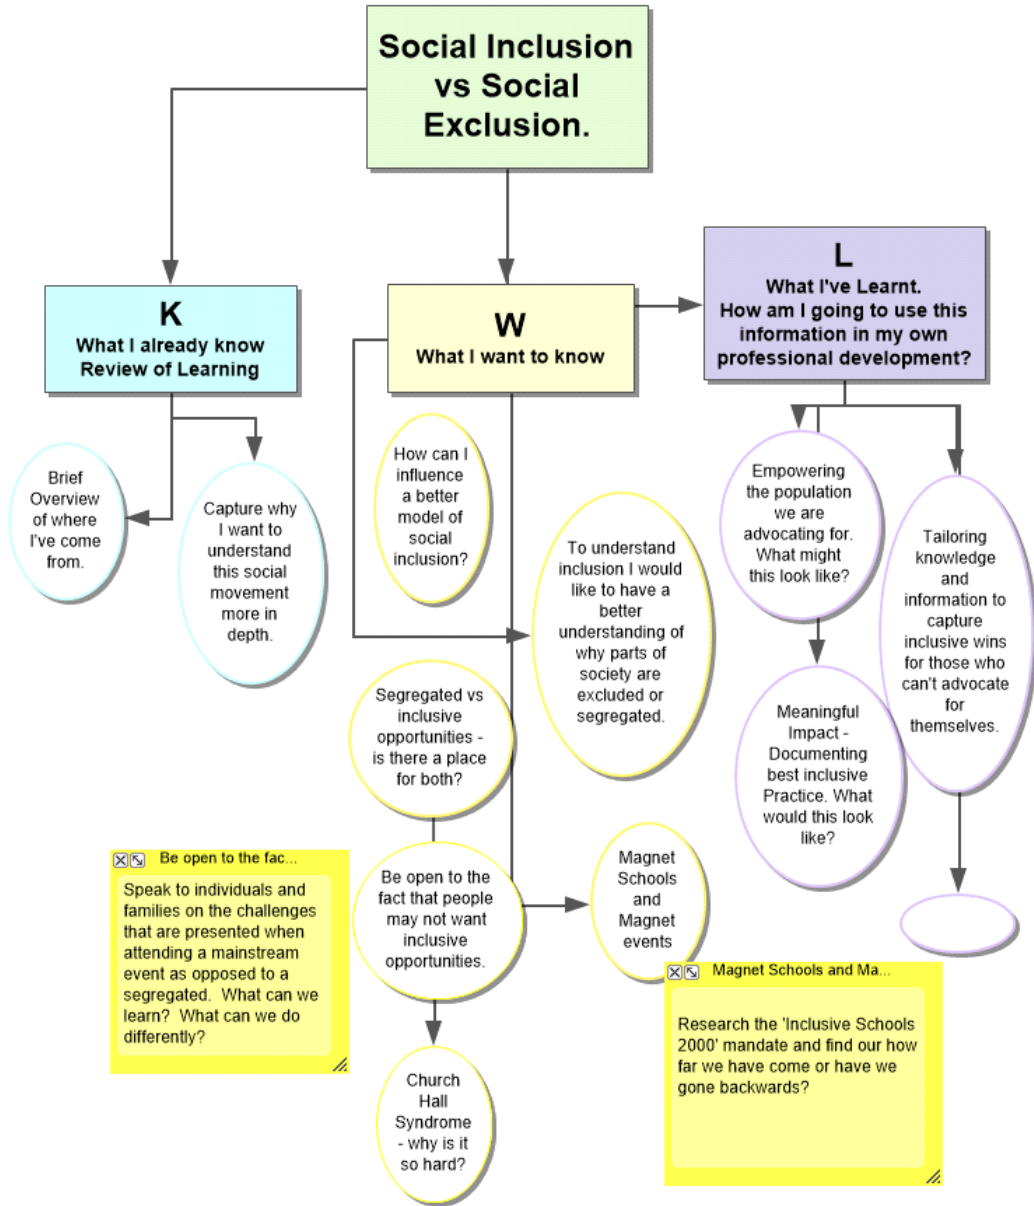 Social Inclusion
vs Social
Exclusion.
K
What I already know
Review of Learning
W
What I want to know
L
What I've Learnt.
How am I going to use this
information in my own
professional development?
Brief
Overview
of where
I've come
from.
Capture why
I want to
understand
this social
movement
more in
depth.
How can I
influence
a better
model of
social
inclusion?
To understand
inclusion I would
like to have a
better
understanding of
why parts of
society are
excluded or
segregated.
Segregated vs
inclusive
opportunities -
is there a place
for both?
Be open to the
fact that people
may not want
inclusive
opportunities.
Church
Hall
Syndrome
- why is it
so hard?
Magnet
Schools
and
Magnet
events
Empowering
the population
we are
advocating for.
What might
this look like?
Meaningful
Impact -
Documenting
best inclusive
Practice. What
would this look
like?
Tailoring
knowledge
and
information to
capture
inclusive wins
for those who
can't advocate
for
themselves.
Be open to the fac...
Speak to individuals and
families on the challenges
that are presented when
attending a mainstream
event as opposed to a
segregated.  What can we
learn?  What can we do
differently?
Magnet Schools and Ma...
Research the 'Inclusive Schools
2000' mandate and find our how
far we have come or have we
gone backwards?